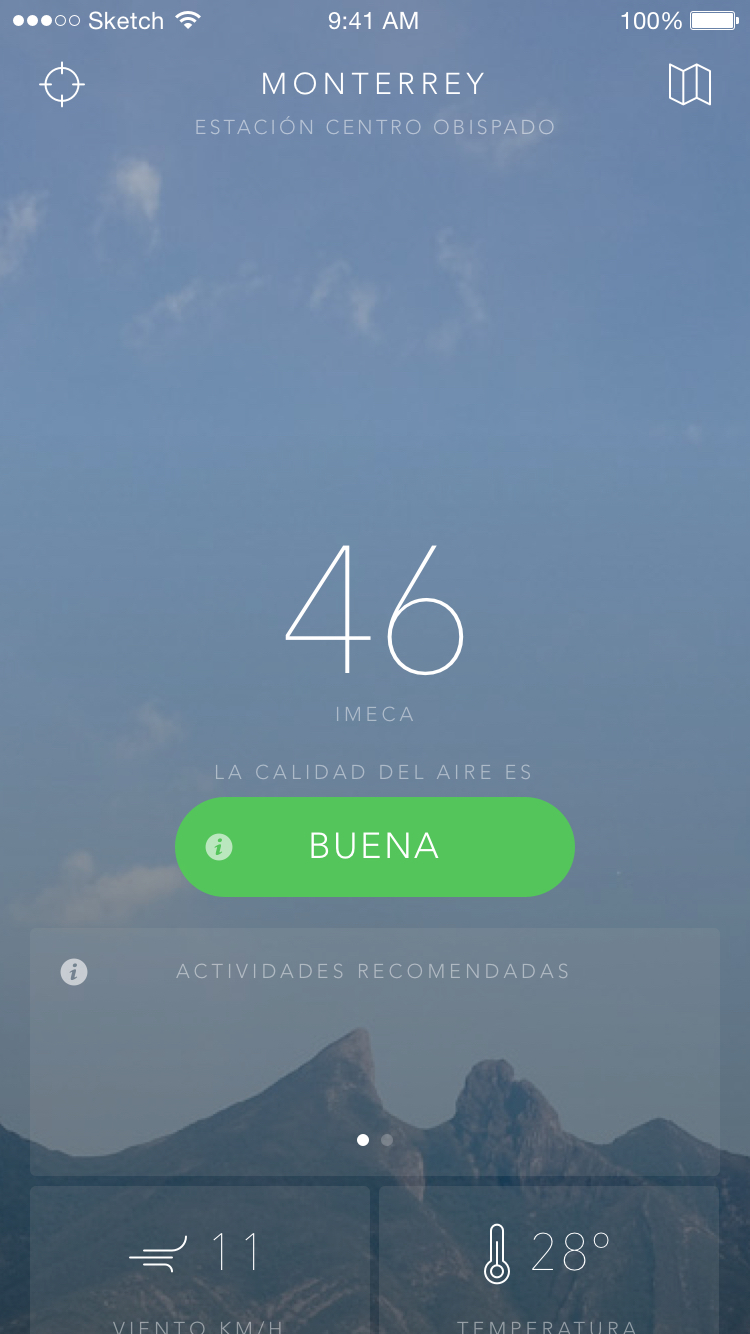 Sketch 9:41 AM 100%
MONTERREY
ESTACIÓN CENTRO OBISPADO
46
IMECA
LA CALIDAD DEL AIRE ES
BUENA
ACTIVIDADES RECOMENDADAS
11 28°
VIENTO KM/H TEMPERATURA